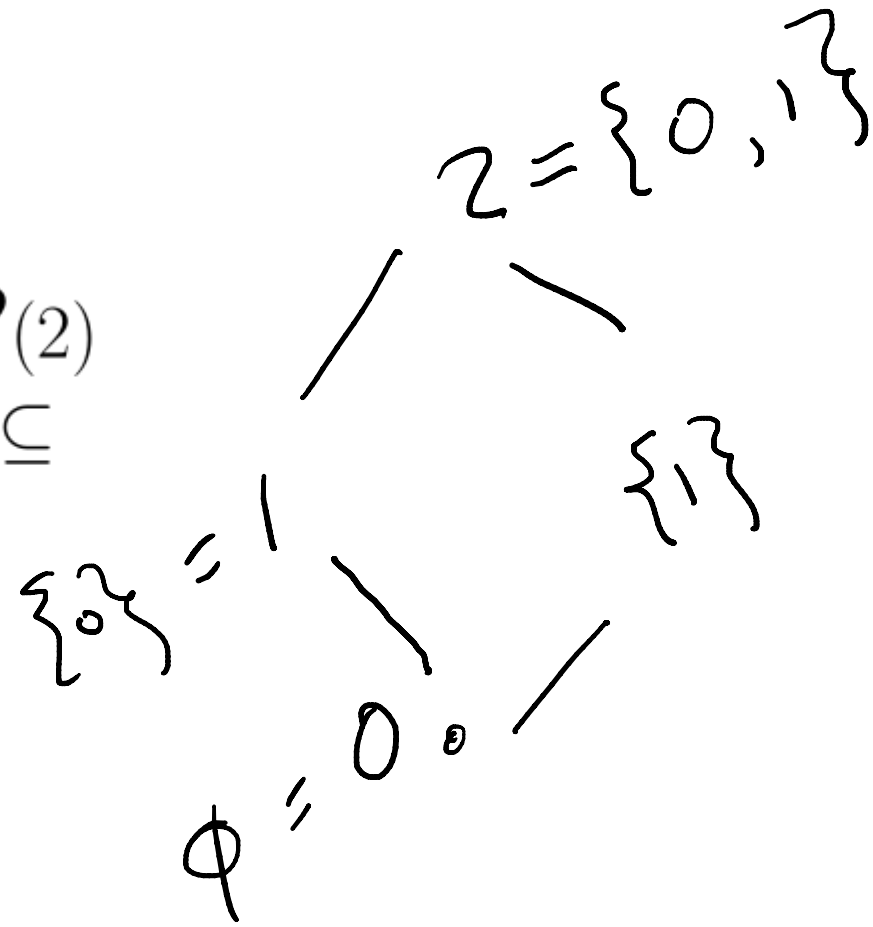 2 = {0, 1}
(2)
⊆
{1}
{0} = 1
φ = 0